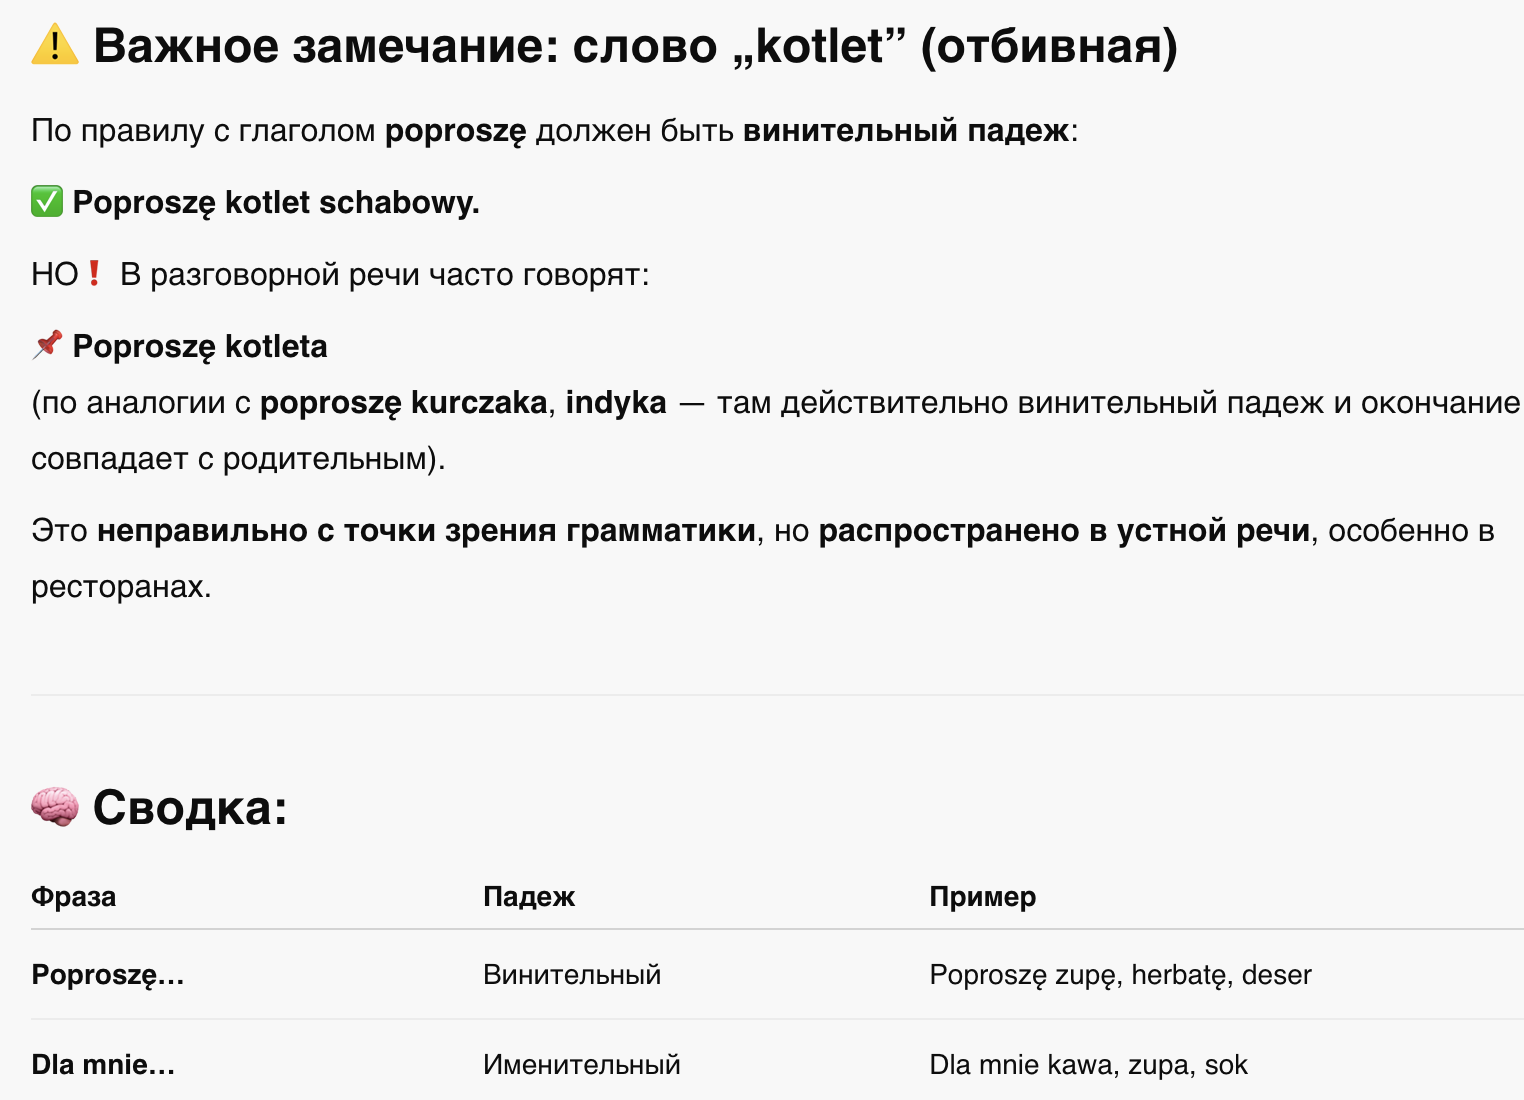 ⚠️ Важное замечание: слово „kotlet” (отбивная)
По правилу с глаголом poproszę должен быть винительный падеж:
✅ Poproszę kotlet schabowy.
НО❗ В разговорной речи часто говорят:
📌 Poproszę kotleta
(по аналогии с poproszę kurczaka, indyka — там действительно винительный падеж и окончание
совпадает с родительным).
Это неправильно с точки зрения грамматики, но распространено в устной речи, особенно в
ресторанах.
🧠 Сводка:
Фраза Падеж Пример
Poproszę… Винительный Poproszę zupę, herbatę, deser
Dla mnie… Именительный Dla mnie kawa, zupa, sok